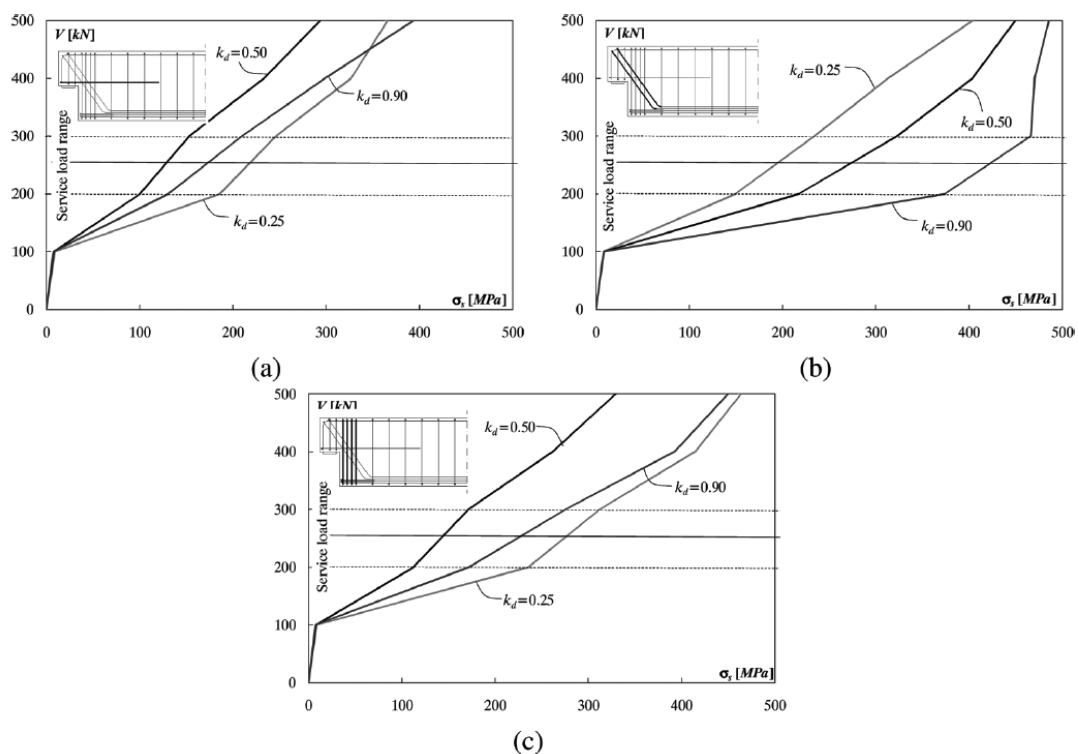 V [kN]
500
400
300
200
100
0
Service load range
k_d=0.50
k_d=0.90
k_d=0.25
σ_s [MPa]
0 100 200 300 400 500
(a)
V [kN]
500
400
300
200
100
0
Service load range
k_d=0.25
k_d=0.50
k_d=0.90
σ_s [MPa]
0 100 200 300 400 500
(b)
V [kN]
500
400
300
200
100
0
Service load range
k_d=0.50
k_d=0.90
k_d=0.25
σ_s [MPa]
0 100 200 300 400 500
(c)